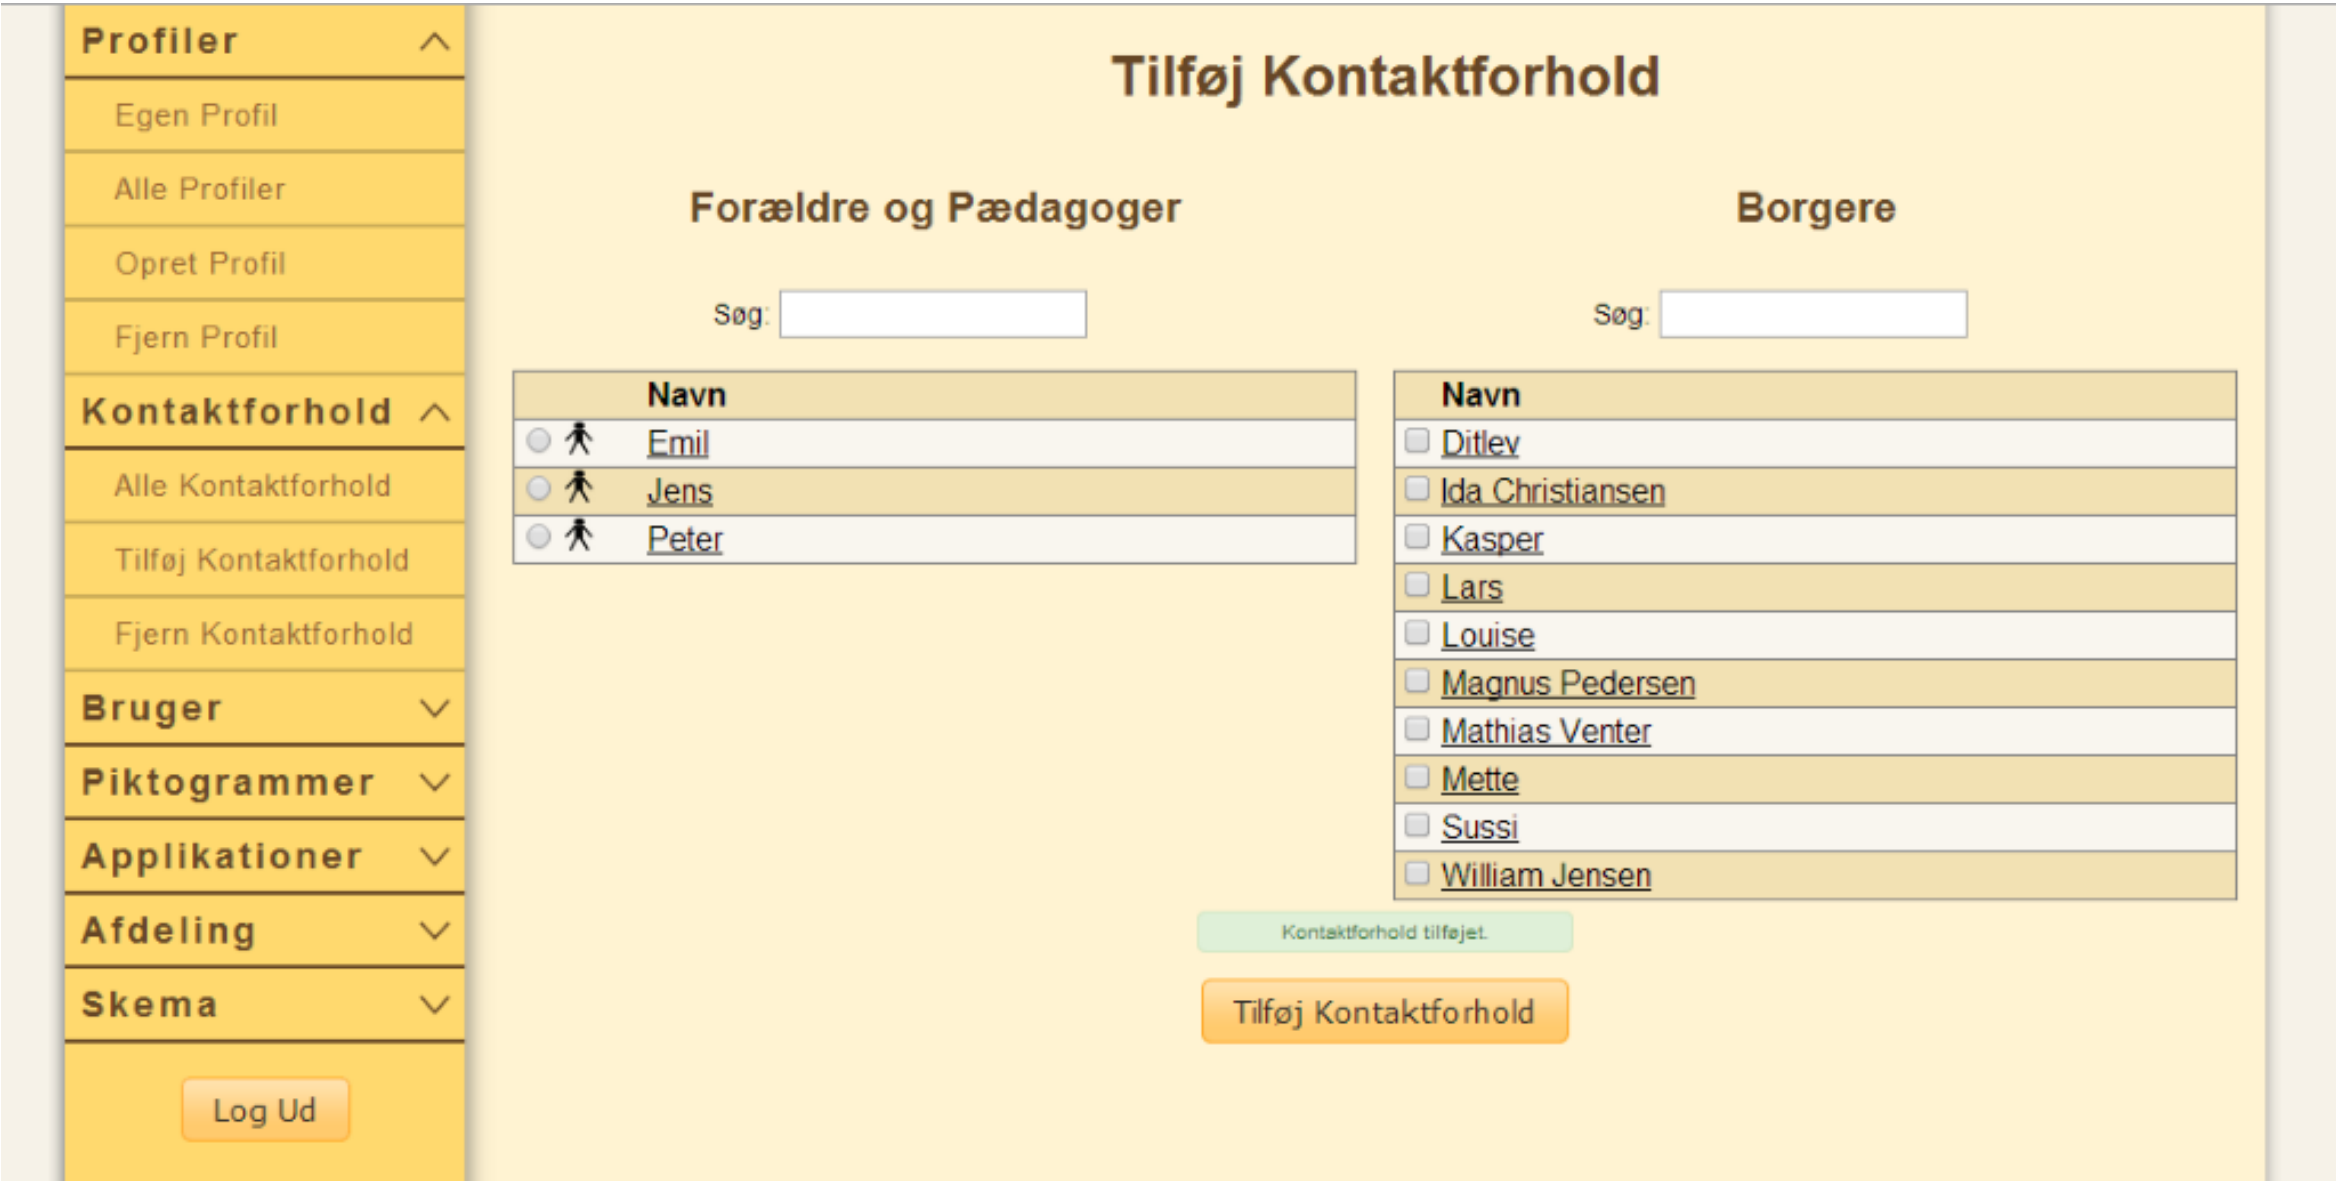 Profiler
Egen Profil
Alle Profiler
Opret Profil
Fjern Profil
Kontaktforhold
Alle Kontaktforhold
Tilføj Kontaktforhold
Fjern Kontaktforhold
Bruger
Piktogrammer
Applikationer
Afdeling
Skema
Log Ud
Tilføj Kontaktforhold
Forældre og Pædagoger
Søg:
Navn
Emil
Jens
Peter
Borgere
Søg:
Navn
Ditlev
Ida Christiansen
Kasper
Lars
Louise
Magnus Pedersen
Mathias Venter
Mette
Sussi
William Jensen
Kontaktforhold tilføjet.
Tilføj Kontaktforhold